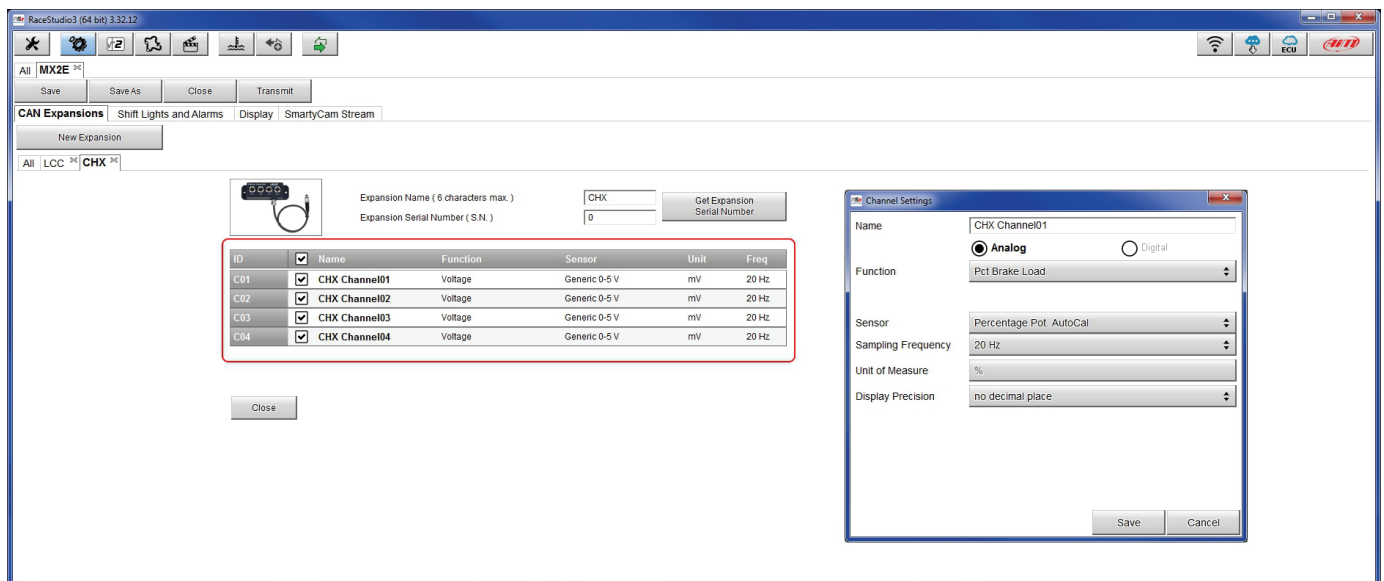 RaceStudio3 (64 bit) 3.32.12
ECU
AiM
All MX2E
Save Save As Close Transmit
CAN Expansions Shift Lights and Alarms Display SmartyCam Stream
New Expansion
All LCC CHX
Expansion Name ( 6 characters max. ) CHX
Expansion Serial Number ( S.N. ) 0
Get Expansion
Serial Number
ID Name Function Sensor Unit Freq
C01 CHX Channel01 Voltage Generic 0-5 V mV 20 Hz
C02 CHX Channel02 Voltage Generic 0-5 V mV 20 Hz
C03 CHX Channel03 Voltage Generic 0-5 V mV 20 Hz
C04 CHX Channel04 Voltage Generic 0-5 V mV 20 Hz
Close
Channel Settings
Name CHX Channel01
Analog Digital
Function Pct Brake Load
Sensor Percentage Pot. AutoCal
Sampling Frequency 20 Hz
Unit of Measure %
Display Precision no decimal place
Save Cancel